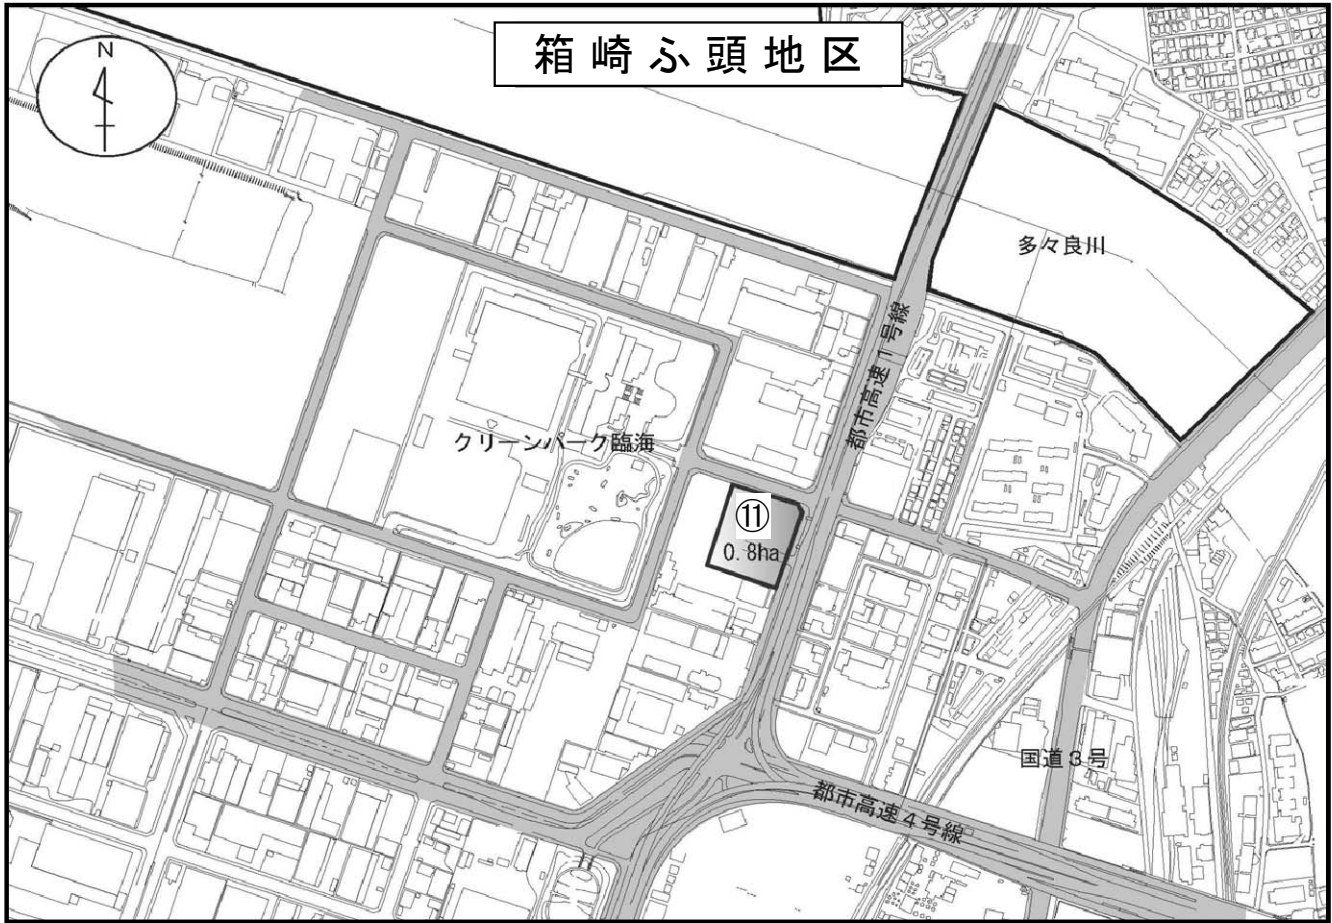 箱崎ふ頭地区
N
多々良川
都市高速1号線
クリーンパーク臨海
⑪
0.8ha
国道3号
都市高速4号線